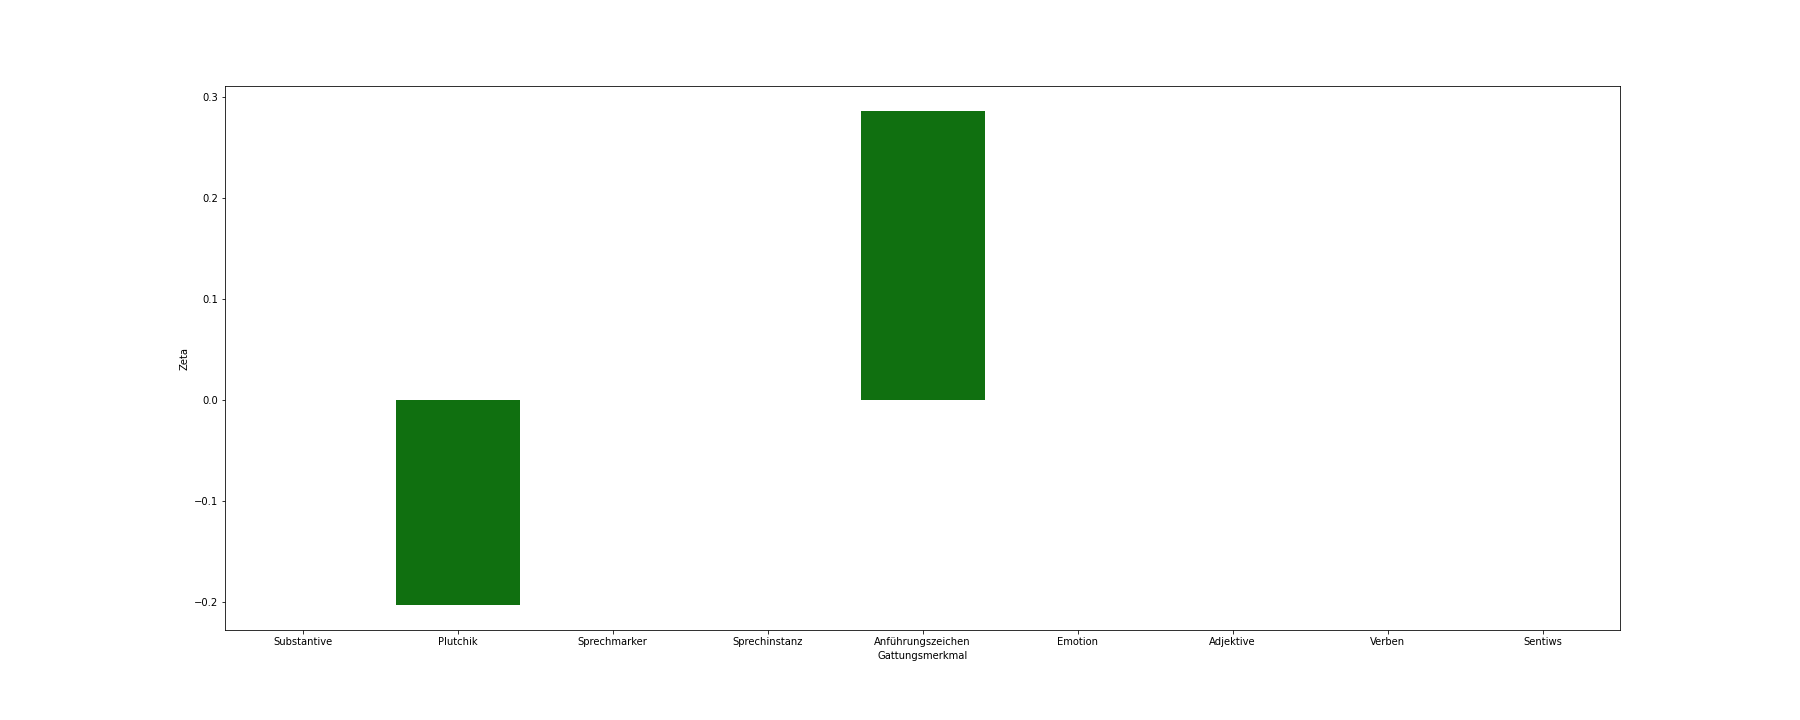 0.3
0.2
0.1
0.0
−0.1
−0.2
Zeta
Substantive Plutchik Sprechmarker Sprechinstanz Anführungszeichen Emotion Adjektive Verben Sentiws
Gattungsmerkmal